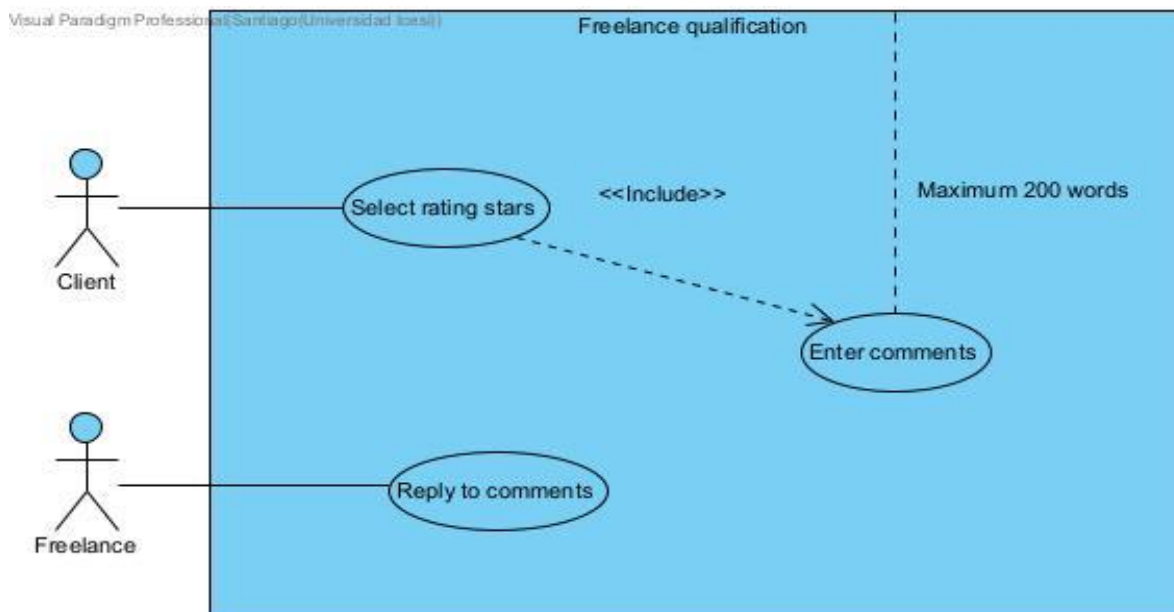 Visual Paradigm Professional(Santiago(Universidad Icesi))
Freelance qualification
Select rating stars
<<Include>>
Maximum 200 words
Client
Enter comments
Reply to comments
Freelance